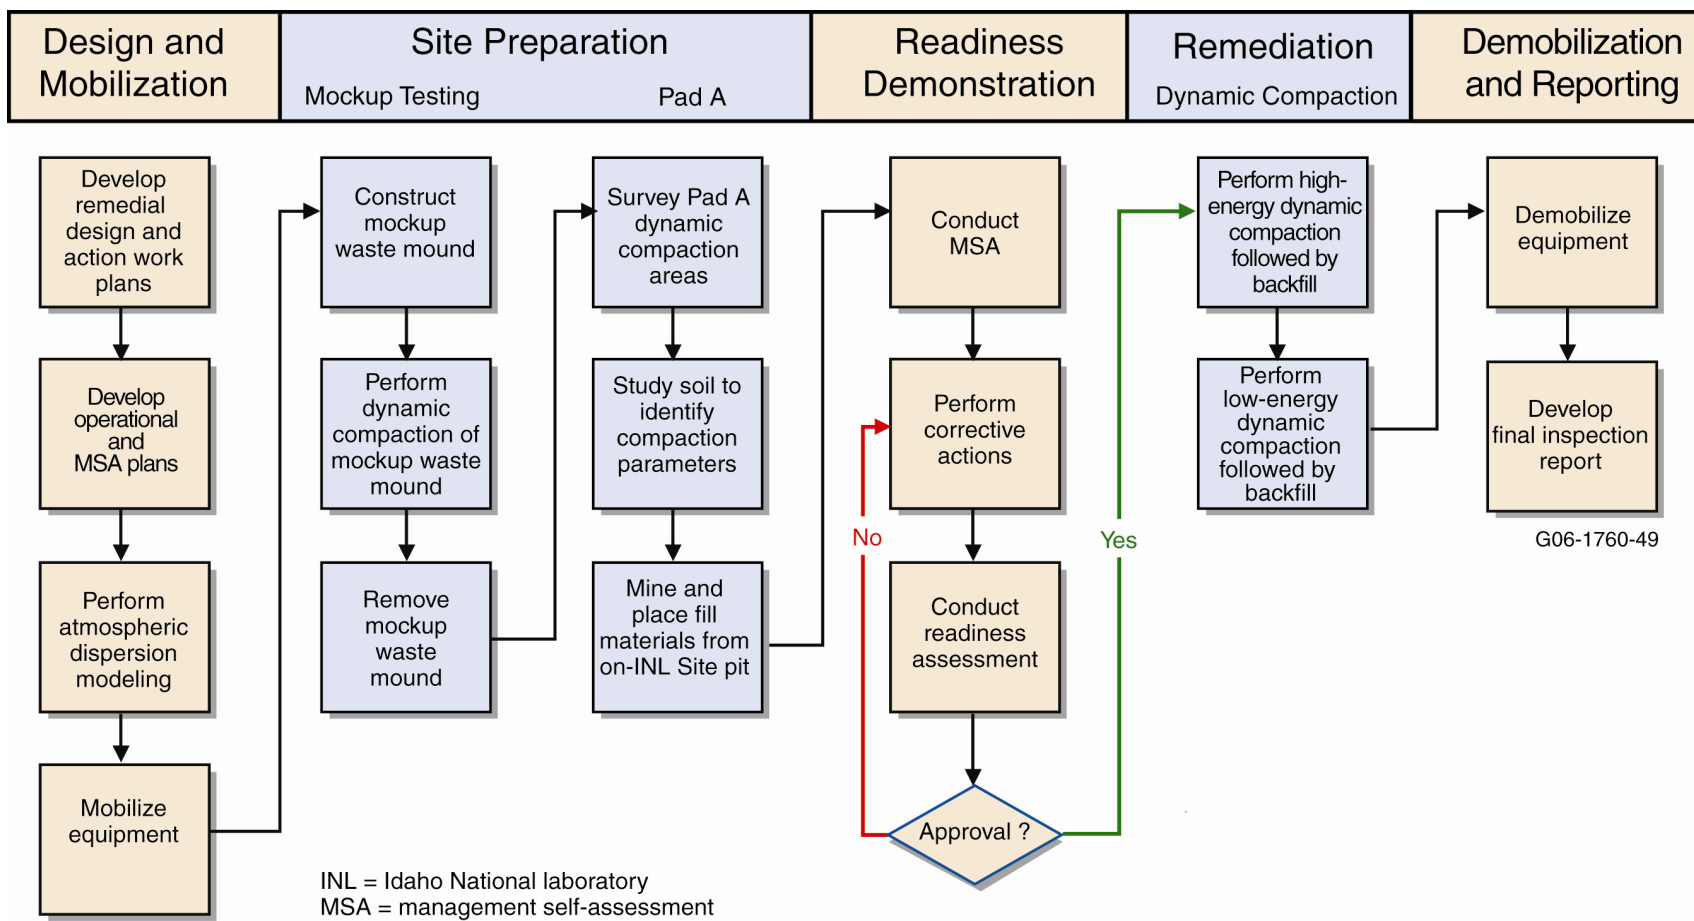 Design and
Mobilization
Site Preparation
Mockup Testing
Pad A
Readiness
Demonstration
Remediation
Dynamic Compaction
Demobilization
and Reporting
Develop
remedial
design and
action work
plans
Develop
operational
and
MSA plans
Perform
atmospheric
dispersion
modeling
Mobilize
equipment
Construct
mockup
waste mound
Perform
dynamic
compaction of
mockup waste
mound
Remove
mockup
waste
mound
Survey Pad A
dynamic
compaction
areas
Study soil to
identify
compaction
parameters
Mine and
place fill
materials from
on-INL Site pit
Conduct
MSA
Perform
corrective
actions
Conduct
readiness
assessment
Approval ?
No
Yes
Perform high-
energy dynamic
compaction
followed by
backfill
Perform
low-energy
dynamic
compaction
followed by
backfill
Demobilize
equipment
Develop
final inspection
report
G06-1760-49
INL = Idaho National laboratory
MSA = management self-assessment